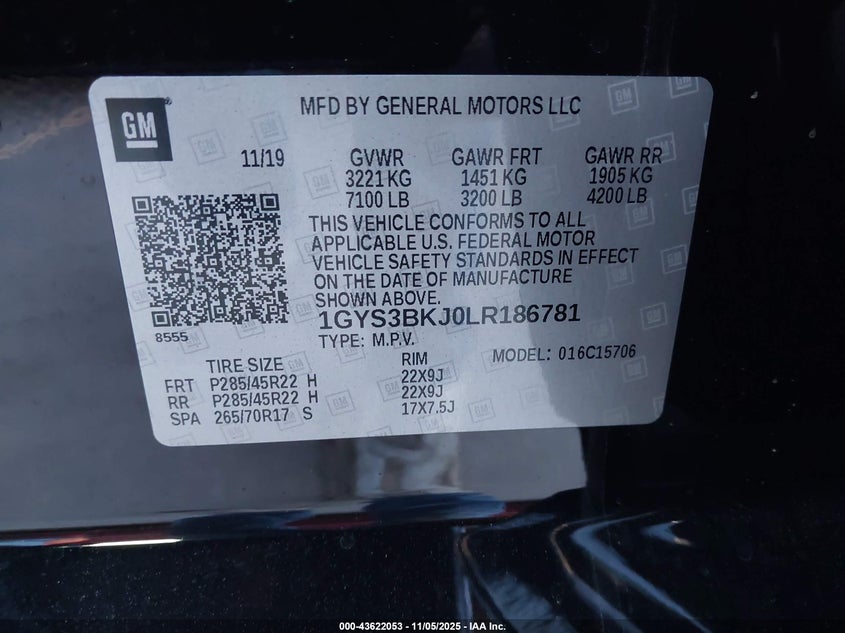 GM
MFD BY GENERAL MOTORS LLC
11/19 GVWR GAWR FRT GAWR RR
3221 KG 1451 KG 1905 KG
7100 LB 3200 LB 4200 LB
THIS VEHICLE CONFORMS TO ALL
APPLICABLE U.S. FEDERAL MOTOR
VEHICLE SAFETY STANDARDS IN EFFECT
ON THE DATE OF MANUFACTURE
SHOWN ABOVE.
1GYS3BKJ0LR186781
8555
TYPE: M.P.V. MODEL: 016C15706
TIRE SIZE RIM
FRT P285/45R22 H 22X9J
RR P285/45R22 H 22X9J
SPA 265/70R17 S 17X7.5J
000-43622053 - 11/05/2025 - IAA Inc.